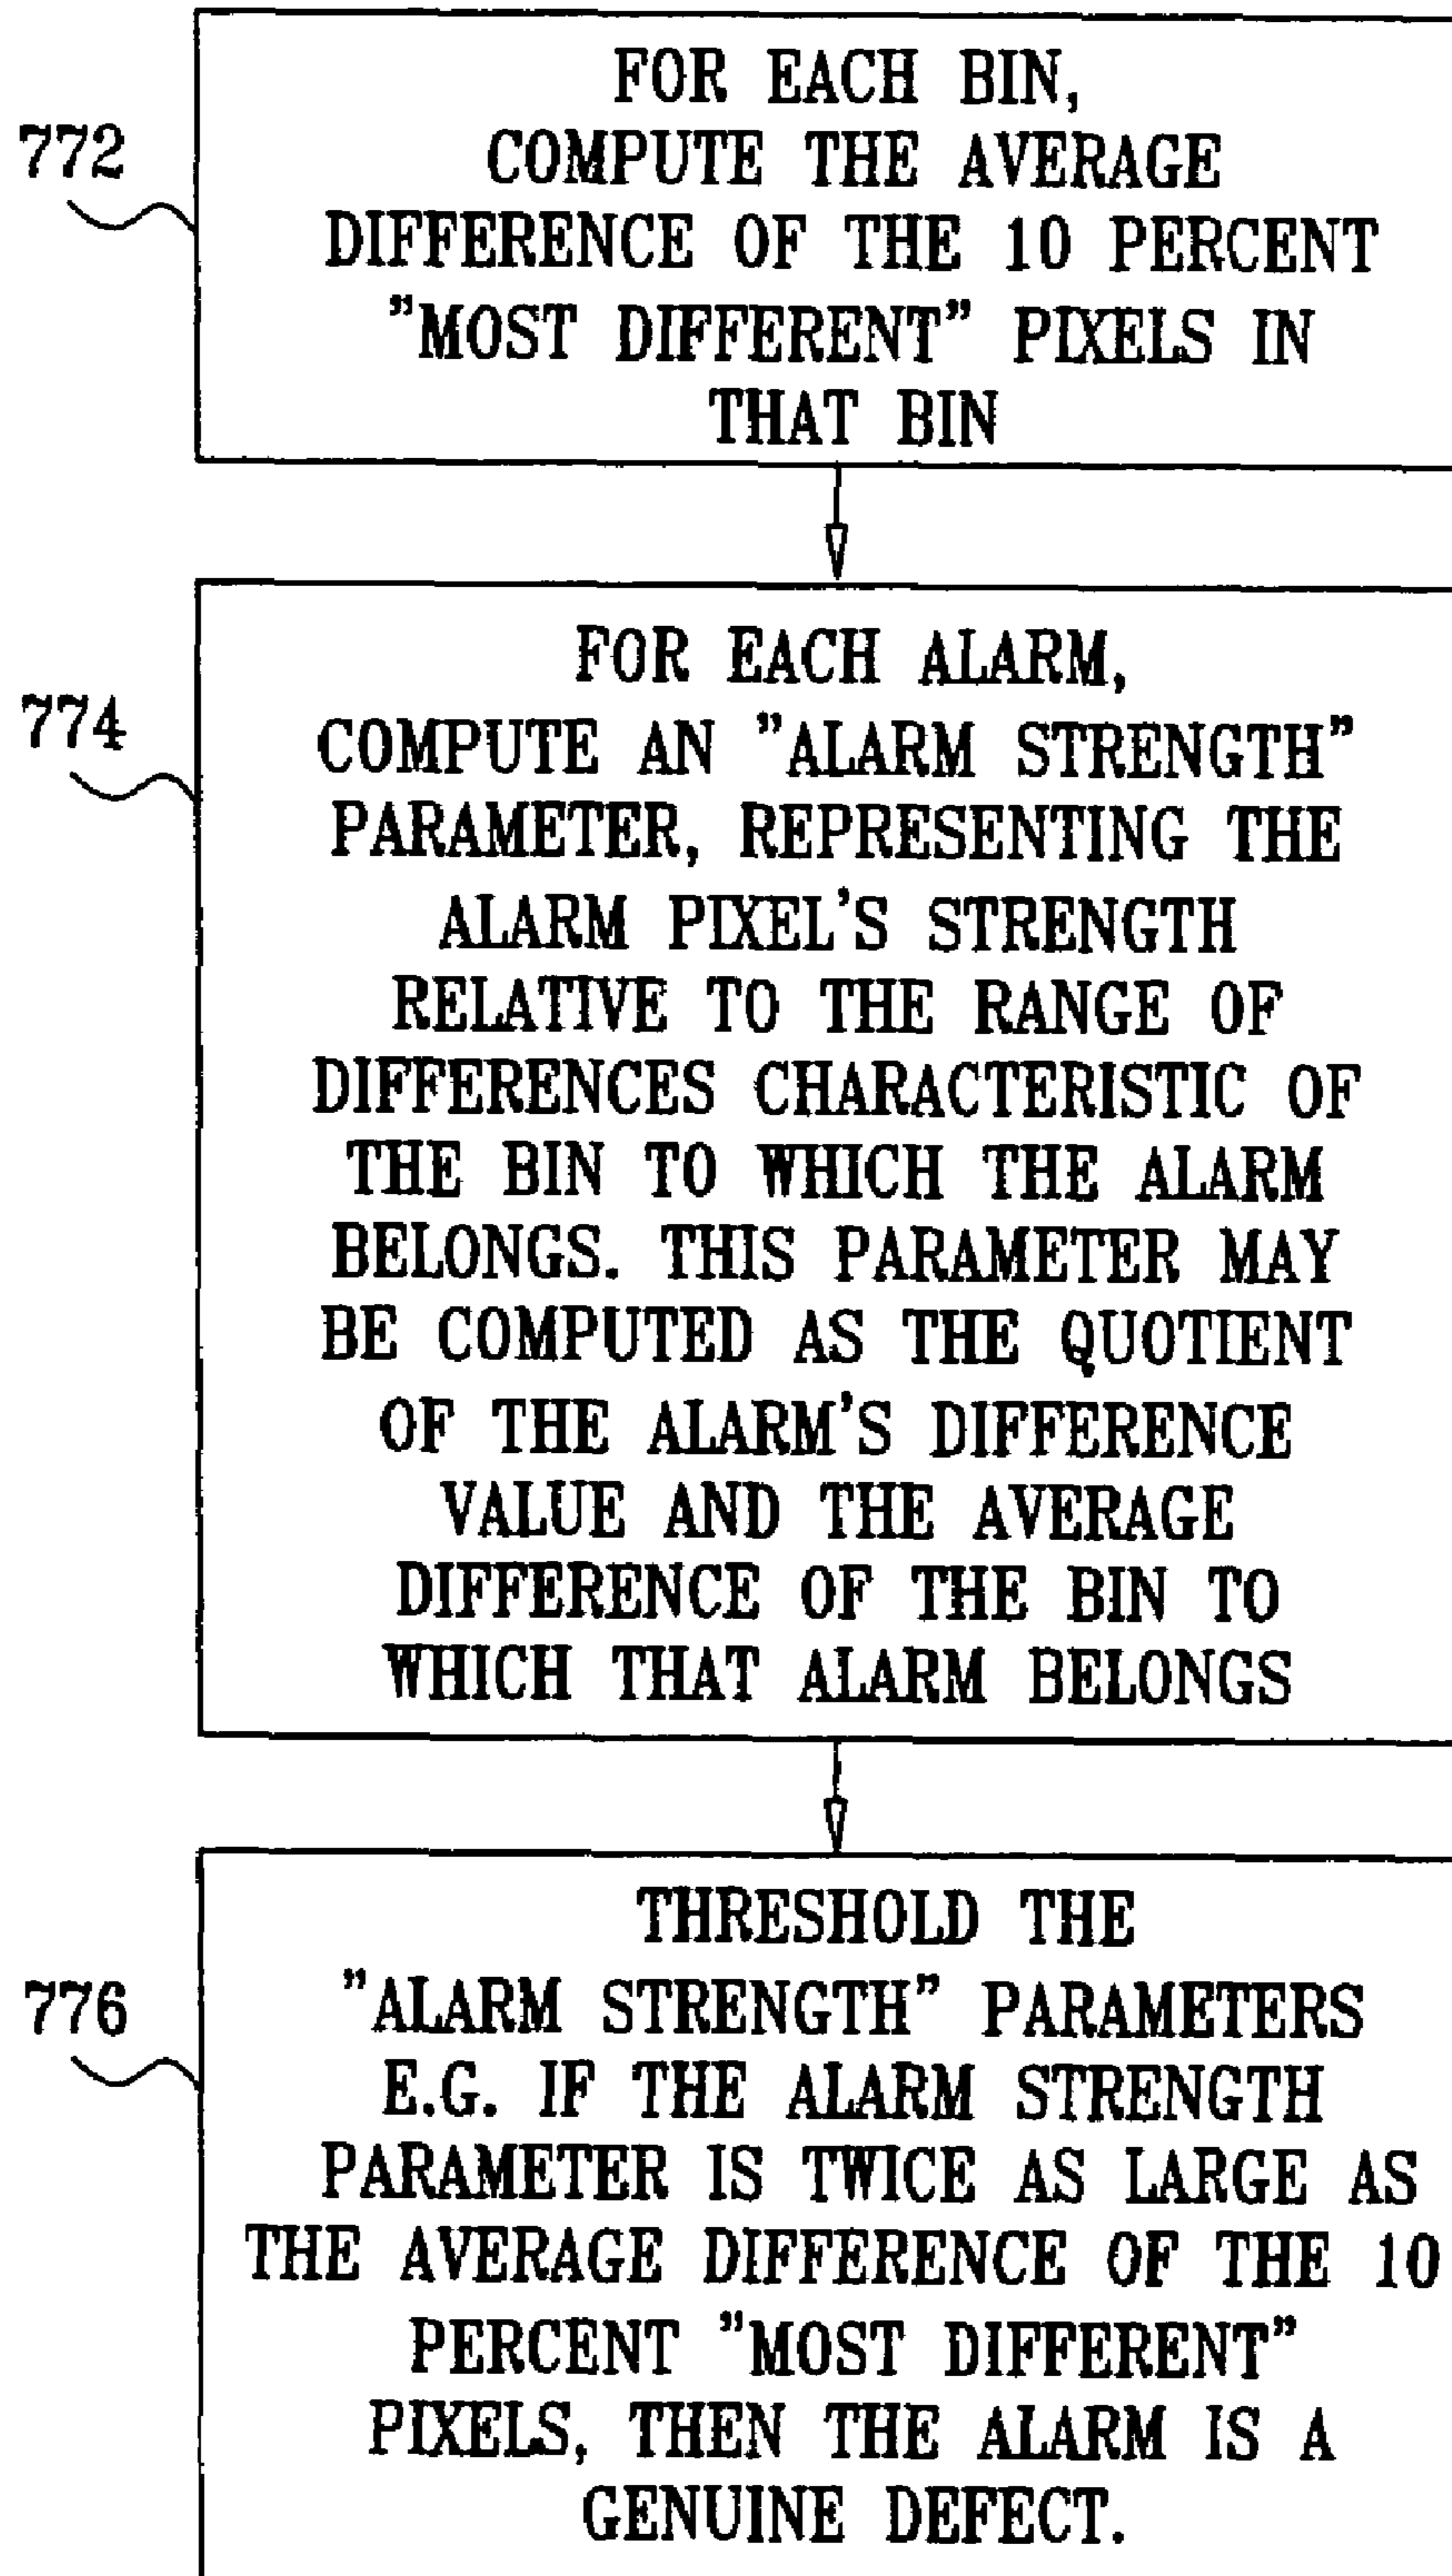 FOR EACH BIN,
COMPUTE THE AVERAGE
DIFFERENCE OF THE 10 PERCENT
"MOST DIFFERENT" PIXELS IN
THAT BIN
772
FOR EACH ALARM,
COMPUTE AN "ALARM STRENGTH"
PARAMETER, REPRESENTING THE
ALARM PIXEL'S STRENGTH
RELATIVE TO THE RANGE OF
DIFFERENCES CHARACTERISTIC OF
THE BIN TO WHICH THE ALARM
BELONGS. THIS PARAMETER MAY
BE COMPUTED AS THE QUOTIENT
OF THE ALARM'S DIFFERENCE
VALUE AND THE AVERAGE
DIFFERENCE OF THE BIN TO
WHICH THAT ALARM BELONGS
774
THRESHOLD THE
"ALARM STRENGTH" PARAMETERS
E.G. IF THE ALARM STRENGTH
PARAMETER IS TWICE AS LARGE AS
THE AVERAGE DIFFERENCE OF THE 10
PERCENT "MOST DIFFERENT"
PIXELS, THEN THE ALARM IS A
GENUINE DEFECT.
776